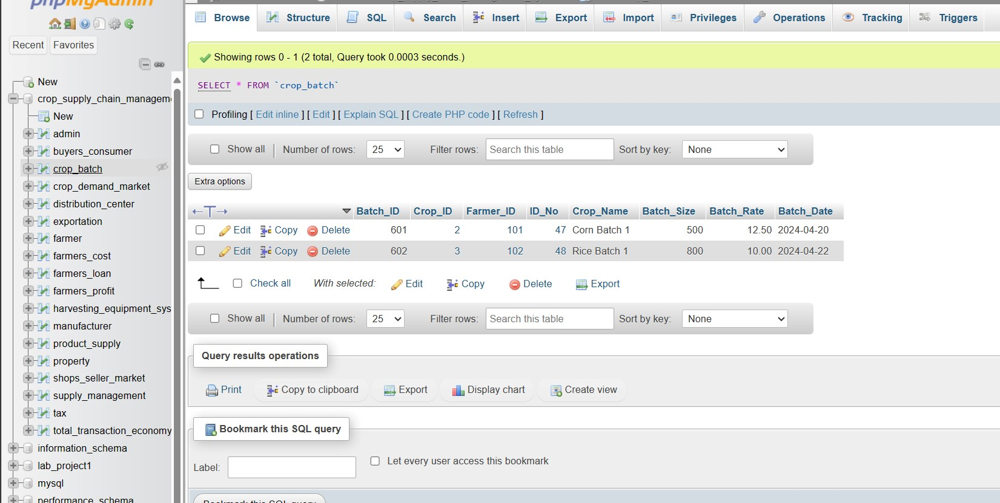 phpMyAdmin
Recent
Favorites
New
crop_supply_chain_managem
New
admin
buyers_consumer
crop_batch
crop_demand_market
distribution_center
exportation
farmer
farmers_cost
farmers_loan
farmers_profit
harvesting_equipment_sys
manufacturer
product_supply
property
shops_seller_market
supply_management
tax
total_transaction_economy
information_schema
lab_project1
mysql
performance_schema
Browse Structure SQL Search Insert Export Import Privileges Operations Tracking Triggers
Showing rows 0 - 1 (2 total, Query took 0.0003 seconds.)
SELECT * FROM `crop_batch`
Profiling [ Edit inline ] [ Edit ] [ Explain SQL ] [ Create PHP code ] [ Refresh ]
Show all Number of rows: 25 Filter rows: Search this table Sort by key: None
Extra options
←T→ Batch_ID Crop_ID Farmer_ID ID_No Crop_Name Batch_Size Batch_Rate Batch_Date
Edit Copy Delete 601 2 101 47 Corn Batch 1 500 12.50 2024-04-20
Edit Copy Delete 602 3 102 48 Rice Batch 1 800 10.00 2024-04-22
Check all With selected: Edit Copy Delete Export
Show all Number of rows: 25 Filter rows: Search this table Sort by key: None
Query results operations
Print Copy to clipboard Export Display chart Create view
Bookmark this SQL query
Label: Let every user access this bookmark
Bookmark this SQL query